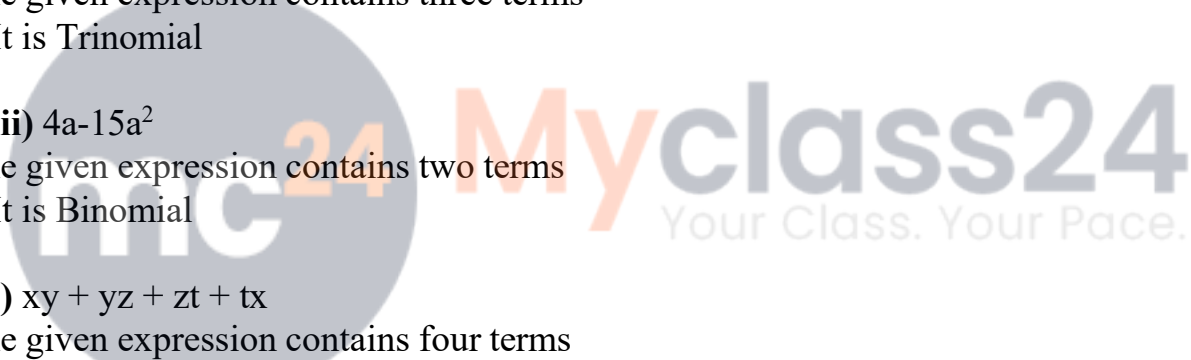 e given expression contains three terms
t is Trinomial
ii) 4a-15a²
e given expression contains two terms
t is Binomial
) xy + yz + zt + tx
e given expression contains four terms
mc24
Myclass24
Your Class. Your Pace.